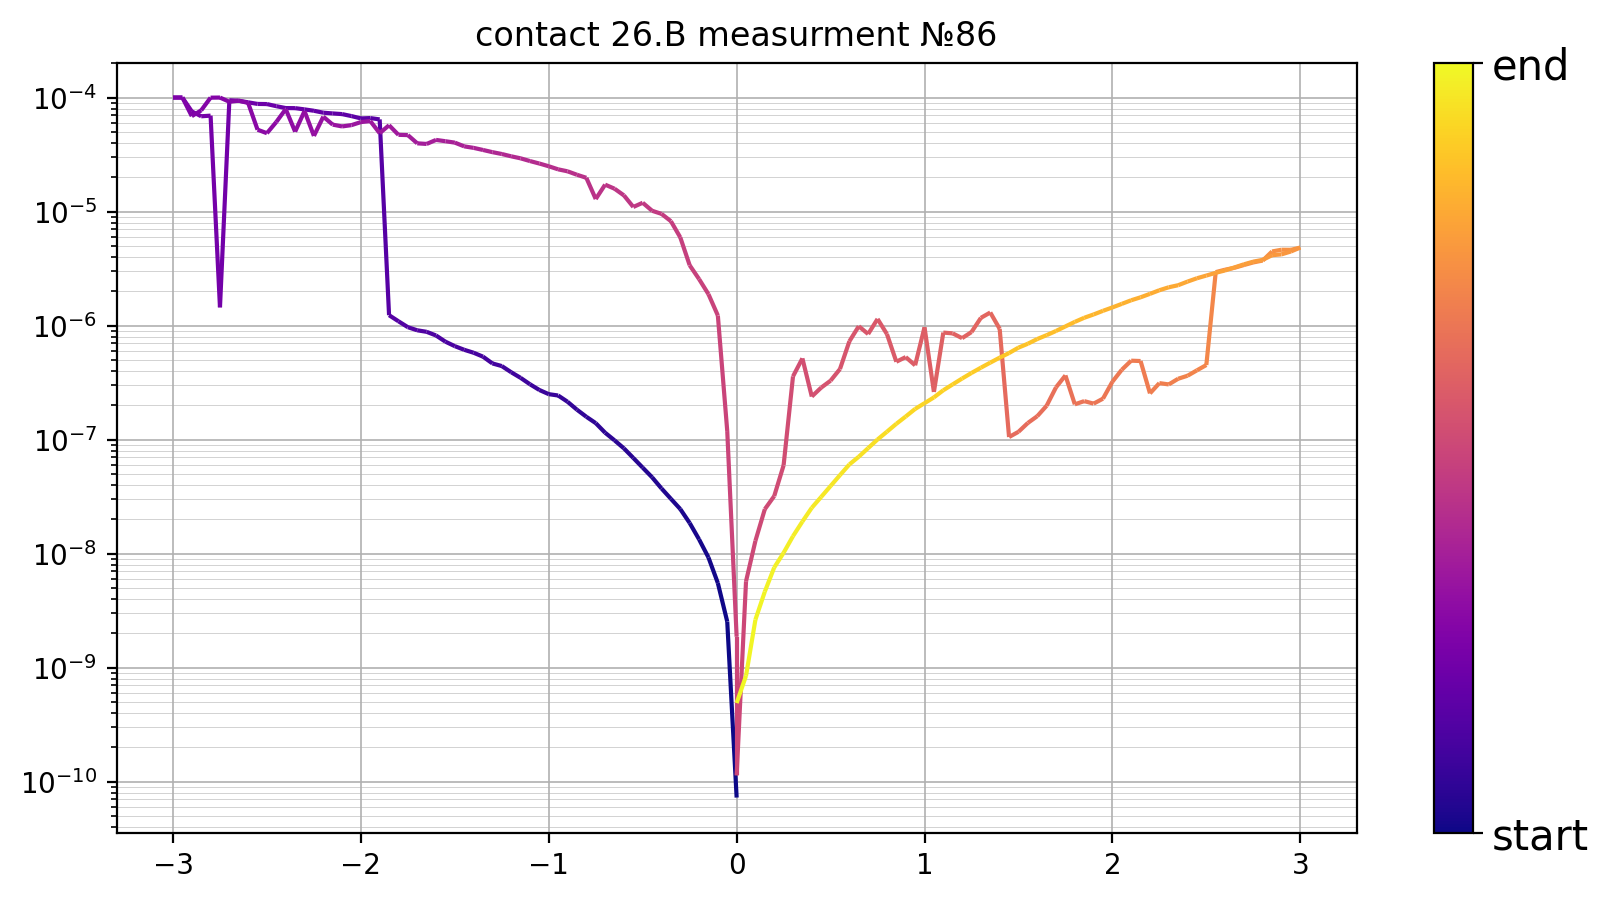 contact 26.B measurment №86
10⁻⁴
10⁻⁵
10⁻⁶
10⁻⁷
10⁻⁸
10⁻⁹
10⁻¹⁰
−3 −2 −1 0 1 2 3
end
start